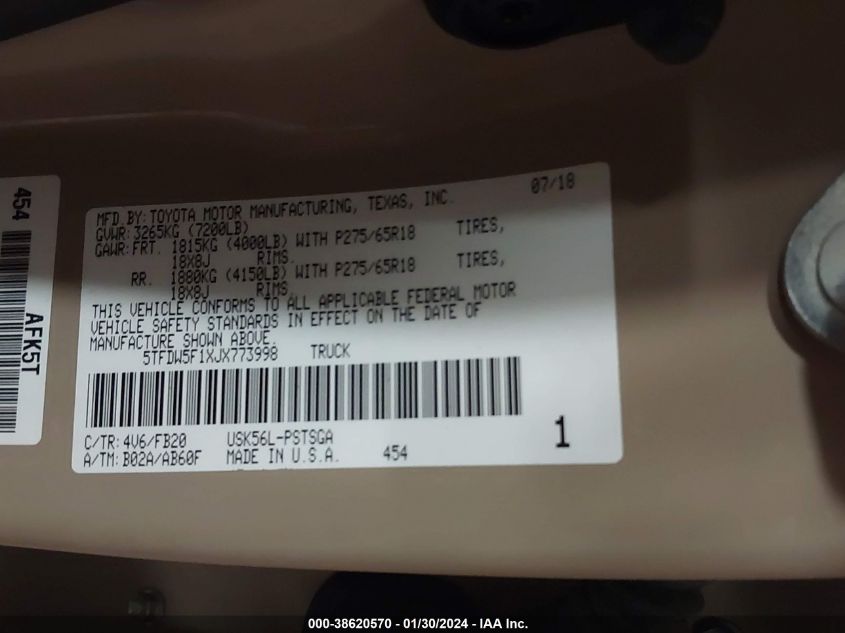 454
AFK5T
MFD.BY:TOYOTA MOTOR MANUFACTURING, TEXAS, INC. 07/18
GVWR:3265KG (7200LB)
GAWR:FRT. 1815KG (4000LB) WITH P275/65R18 TIRES,
18X8J RIMS.
RR. 1880KG (4150LB) WITH P275/65R18 TIRES,
18X8J RIMS
THIS VEHICLE CONFORMS TO ALL APPLICABLE FEDERAL MOTOR
VEHICLE SAFETY STANDARDS IN EFFECT ON THE DATE OF
MANUFACTURE SHOWN ABOVE.
5TFDW5F1XJX773998 TRUCK
C/TR:4V6/FB20 USK56L-PSTSGA
A/TM:B02A/AB60F MADE IN U.S.A. 454
1
000-38620570 - 01/30/2024 - IAA Inc.